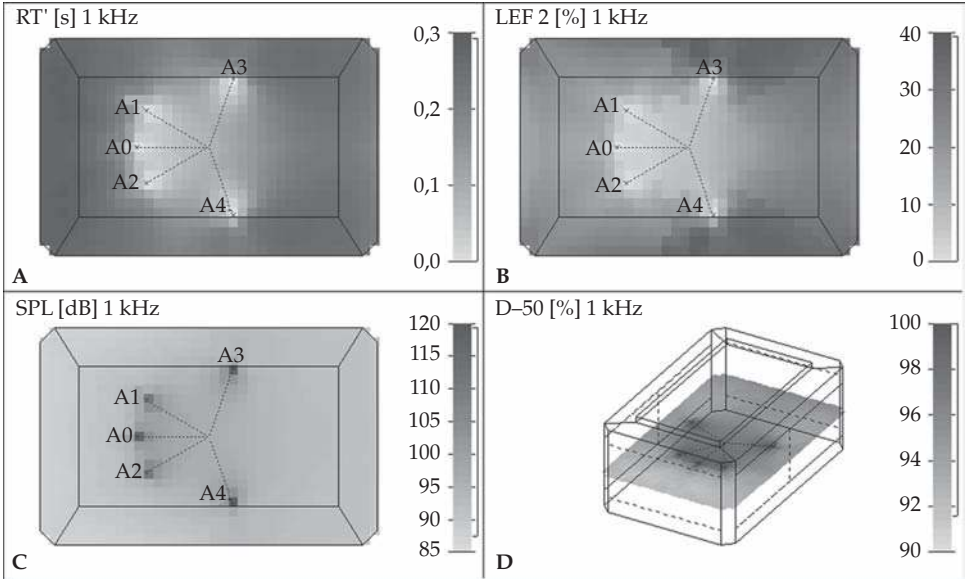 RT' [s] 1 kHz
0,3
0,2
0,1
0,0
A1
A0
A2
A3
A4
A
LEF 2 [%] 1 kHz
40
30
20
10
0
A1
A0
A2
A3
A4
B
SPL [dB] 1 kHz
120
115
110
105
100
95
90
85
A1
A0
A2
A3
A4
C
D–50 [%] 1 kHz
100
98
96
94
92
90
D